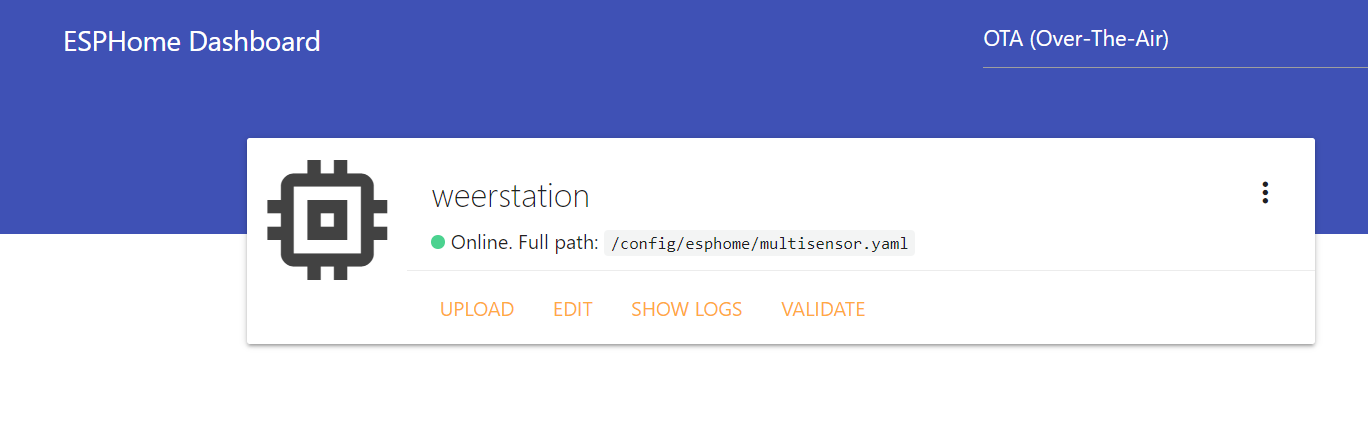 ESPHome Dashboard
OTA (Over-The-Air)
weerstation
Online. Full path: /config/esphome/multisensor.yaml
UPLOAD EDIT SHOW LOGS VALIDATE